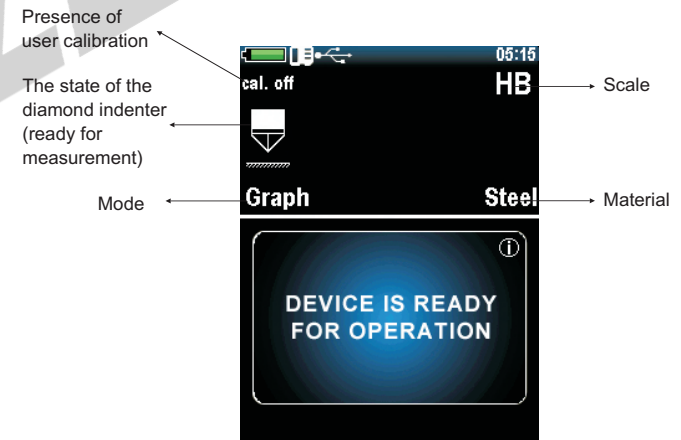 Presence of
user calibration
05:15
cal. off
HB
Scale
The state of the
diamond indenter
(ready for
measurement)
Mode
Graph
Steel
Material
DEVICE IS READY
FOR OPERATION